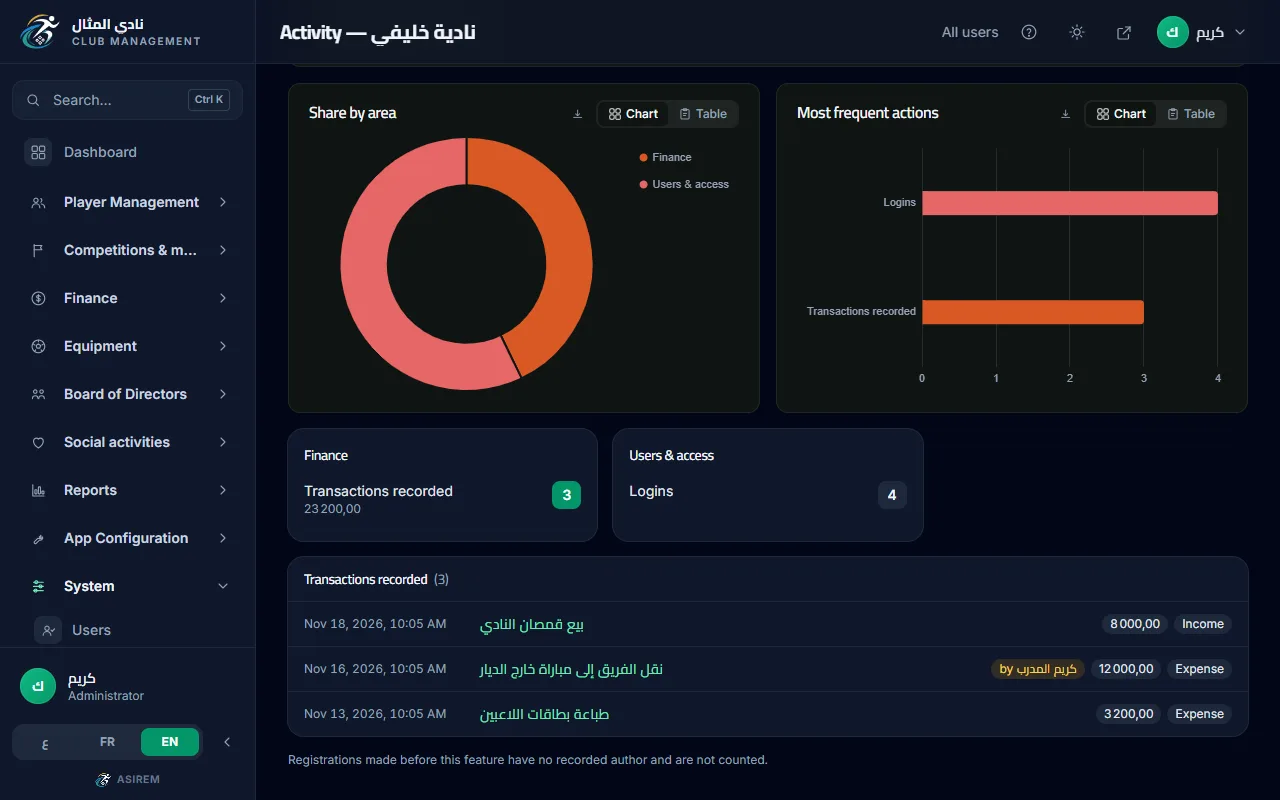 نادي المثال
CLUB MANAGEMENT
Activity — نادية خليفي
All users
ك
كريم
Search...
Ctrl K
Dashboard
Player Management
Competitions & m...
Finance
Equipment
Board of Directors
Social activities
Reports
App Configuration
System
Users
ك
كريم
Administrator
ع
FR
EN
ASIREM
Share by area
Chart
Table
Finance
Users & access
Most frequent actions
Chart
Table
Logins
Transactions recorded
0
1
2
3
4
Finance
Transactions recorded
3
23 200,00
Users & access
Logins
4
Transactions recorded (3)
Nov 18, 2026, 10:05 AM بيع قمصان النادي 8 000,00 Income
Nov 16, 2026, 10:05 AM نقل الفريق إلى مباراة خارج الديار by كريم المدرب 12 000,00 Expense
Nov 13, 2026, 10:05 AM طباعة بطاقات اللاعبين 3 200,00 Expense
Registrations made before this feature have no recorded author and are not counted.